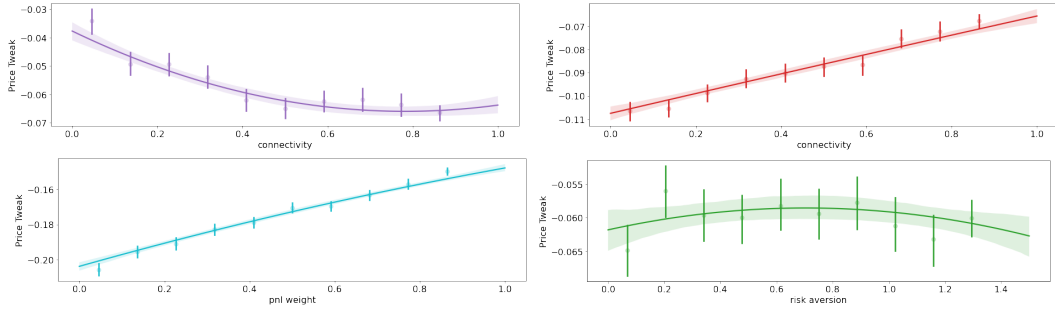 −0.03
−0.04
−0.05
−0.06
−0.07
Price Tweak
0.0 0.2 0.4 0.6 0.8 1.0
connectivity
−0.07
−0.08
−0.09
−0.10
−0.11
Price Tweak
0.0 0.2 0.4 0.6 0.8 1.0
connectivity
−0.16
−0.18
−0.20
Price Tweak
0.0 0.2 0.4 0.6 0.8 1.0
pnl weight
−0.055
−0.060
−0.065
Price Tweak
0.0 0.2 0.4 0.6 0.8 1.0 1.2 1.4
risk aversion